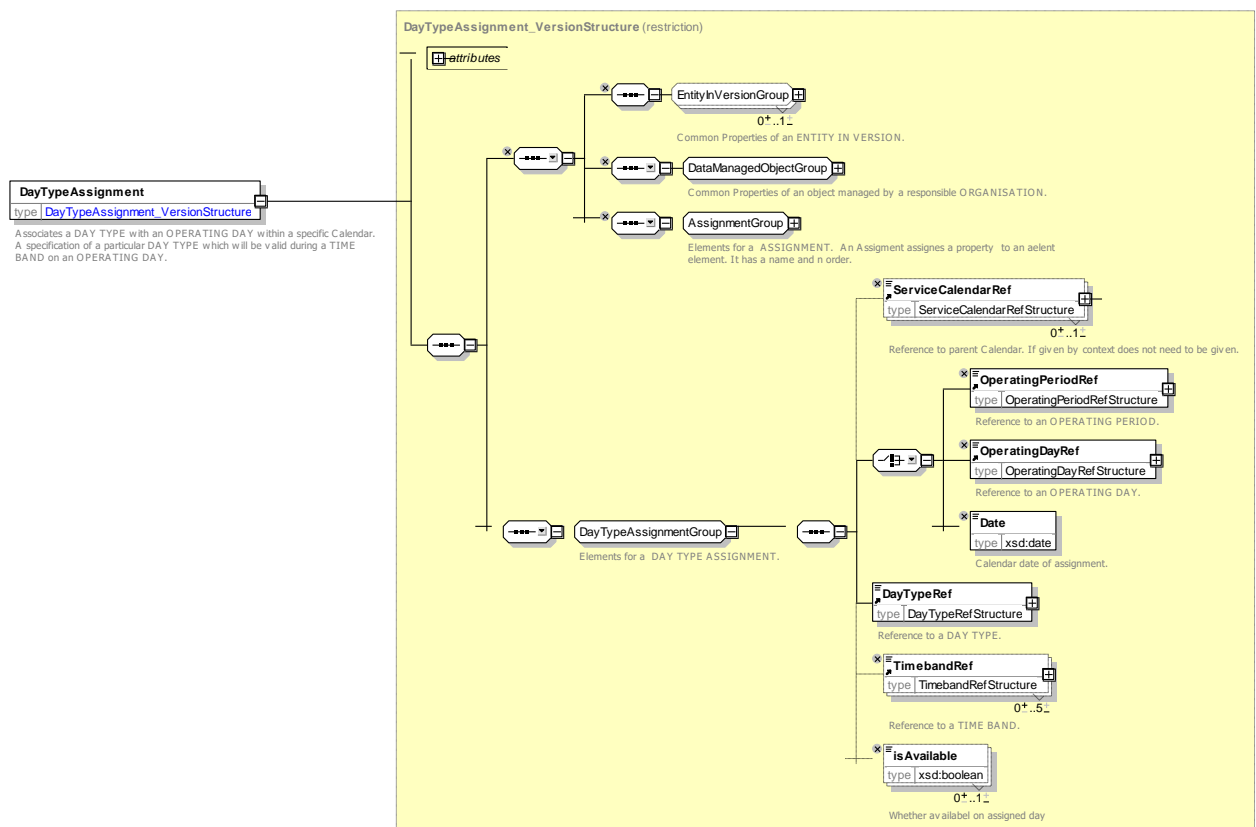 DayTypeAssignment_VersionStructure (restriction)
attributes
EntityInVersionGroup
0..1
Common Properties of an ENTITY IN VERSION.
DataManagedObjectGroup
Common Properties of an object managed by a responsible ORGANISATION.
DayTypeAssignment
type DayTypeAssignment_VersionStructure
Associates a DAY TYPE with an OPERATING DAY within a specific Calendar.
A specification of a particular DAY TYPE which will be valid during a TIME
BAND on an OPERATING DAY.
AssignmentGroup
Elements for a ASSIGNMENT. An Assigment assignes a property to an aelent
element. It has a name and n order.
ServiceCalendarRef
type ServiceCalendarRefStructure
0..1
Reference to parent Calendar. If given by context does not need to be given.
OperatingPeriodRef
type OperatingPeriodRefStructure
Reference to an OPERATING PERIOD.
OperatingDayRef
type OperatingDayRefStructure
Reference to an OPERATING DAY.
Date
type xsd:date
Calendar date of assignment.
DayTypeAssignmentGroup
Elements for a DAY TYPE ASSIGNMENT.
DayTypeRef
type DayTypeRefStructure
Reference to a DAY TYPE.
TimebandRef
type TimebandRefStructure
0..5
Reference to a TIME BAND.
isAvailable
type xsd:boolean
0..1
Whether availabel on assigned day